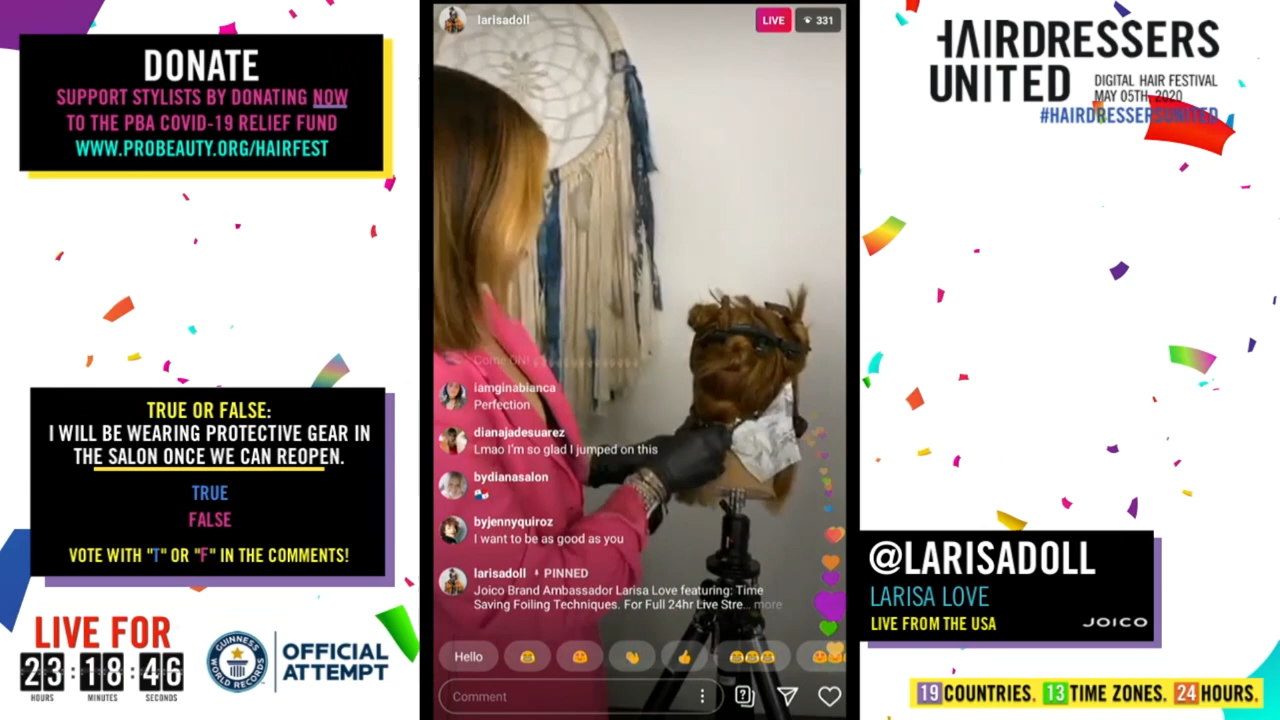 DONATE
SUPPORT STYLISTS BY DONATING NOW
TO THE PBA COVID-19 RELIEF FUND
WWW.PROBEAUTY.ORG/HAIRFEST
TRUE OR FALSE:
I WILL BE WEARING PROTECTIVE GEAR IN
THE SALON ONCE WE CAN REOPEN.
TRUE
FALSE
VOTE WITH "T" OR "F" IN THE COMMENTS!
LIVE FOR
23:18:46
HOURS MINUTES SECONDS
GUINNESS WORLD RECORDS
OFFICIAL
ATTEMPT
larisadoll
LIVE 331
Come ON!
iamginabianca
Perfection
dianajadesuarez
Lmao I'm so glad I jumped on this
bydianasalon
byjennyquiroz
I want to be as good as you
larisadoll PINNED
Joico Brand Ambassador Larisa Love featuring: Time
Saving Foiling Techniques. For Full 24hr Live Stre... more
Hello
Comment
HAIRDRESSERS
UNITED
DIGITAL HAIR FESTIVAL
MAY 05TH, 2020
#HAIRDRESSERSUNITED
@LARISADOLL
LARISA LOVE
LIVE FROM THE USA
JOICO
19 COUNTRIES. 13 TIME ZONES. 24 HOURS.